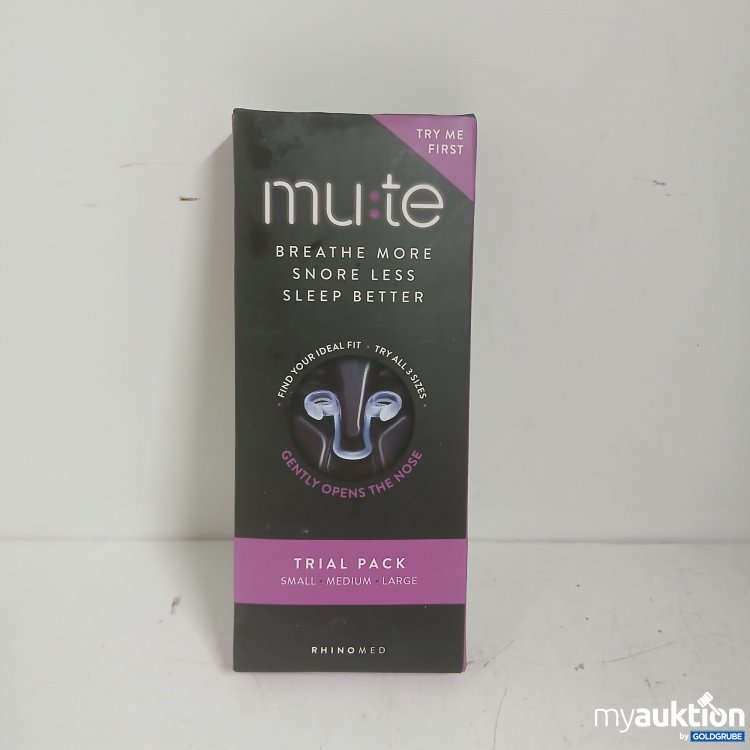 TRY ME
FIRST
mu:te
BREATHE MORE
SNORE LESS
SLEEP BETTER
• FIND YOUR IDEAL FIT • TRY ALL 3 SIZES •
GENTLY OPENS THE NOSE
TRIAL PACK
SMALL • MEDIUM • LARGE
RHINOMED
myauktion
by GOLDGRUBE